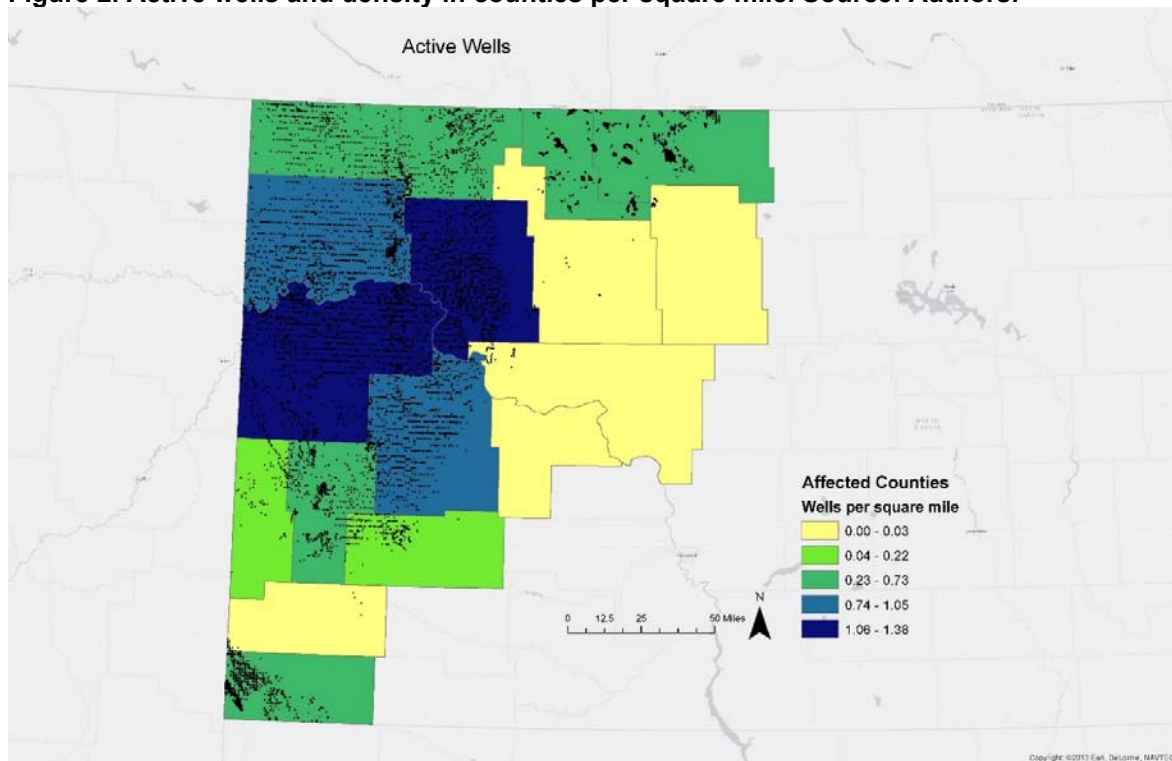 Figure 2. Active wells and density in counties per square mile. Source: Authors.
Active Wells
Affected Counties
Wells per square mile
0.00 - 0.03
0.04 - 0.22
0.23 - 0.73
0.74 - 1.05
1.06 - 1.38
N
0 12.5 25 50 Miles
Copyright: ©2013 Esri, DeLorme, NAVTEQ